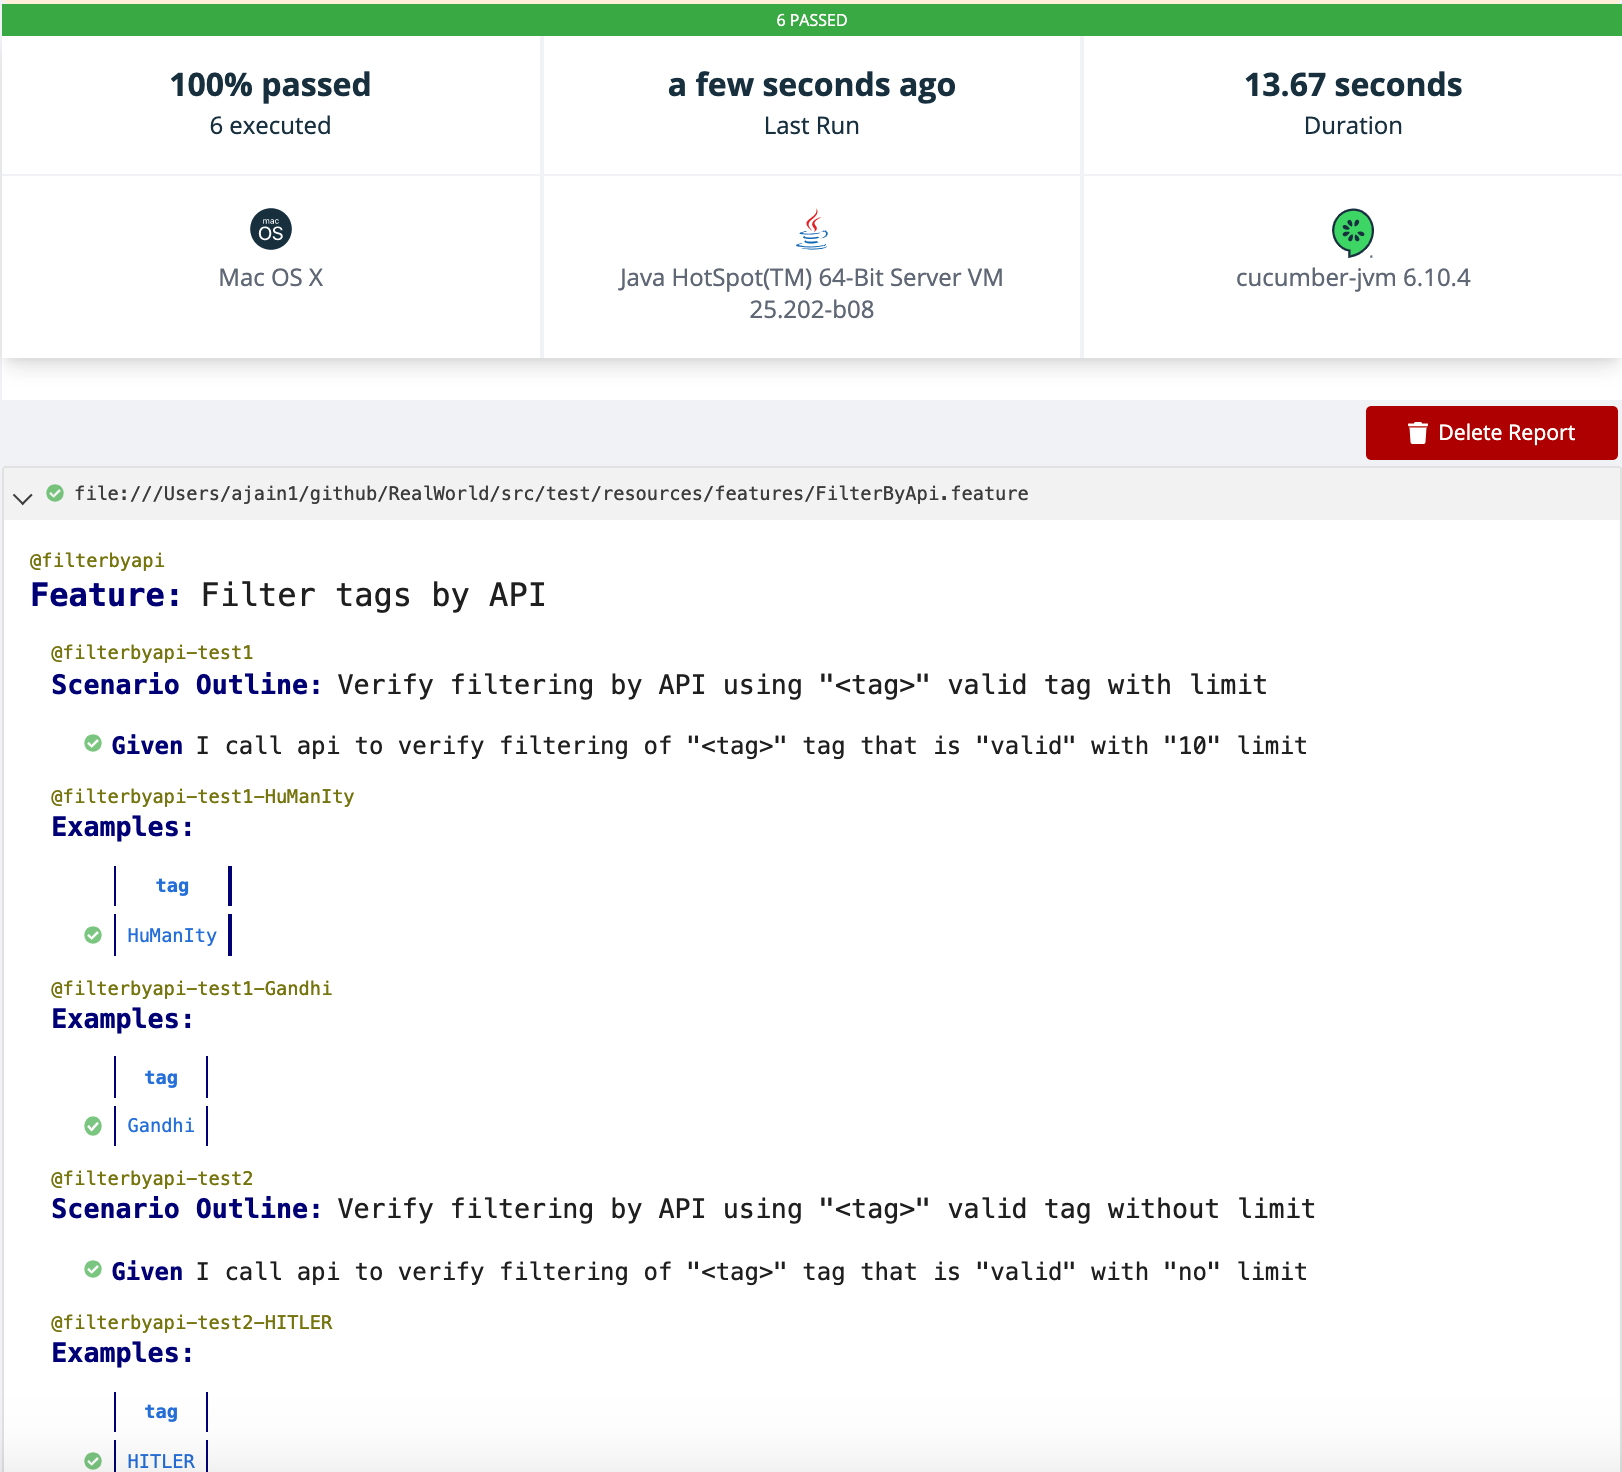 6 PASSED
100% passed
6 executed
a few seconds ago
Last Run
13.67 seconds
Duration
mac
OS
Mac OS X
Java HotSpot(TM) 64-Bit Server VM
25.202-b08
cucumber-jvm 6.10.4
Delete Report
file:///Users/ajain1/github/RealWorld/src/test/resources/features/FilterByApi.feature
@filterbyapi
Feature: Filter tags by API
@filterbyapi-test1
Scenario Outline: Verify filtering by API using "<tag>" valid tag with limit
Given I call api to verify filtering of "<tag>" tag that is "valid" with "10" limit
@filterbyapi-test1-HuManIty
Examples:
tag
HuManIty
@filterbyapi-test1-Gandhi
Examples:
tag
Gandhi
@filterbyapi-test2
Scenario Outline: Verify filtering by API using "<tag>" valid tag without limit
Given I call api to verify filtering of "<tag>" tag that is "valid" with "no" limit
@filterbyapi-test2-HITLER
Examples:
tag
HITLER